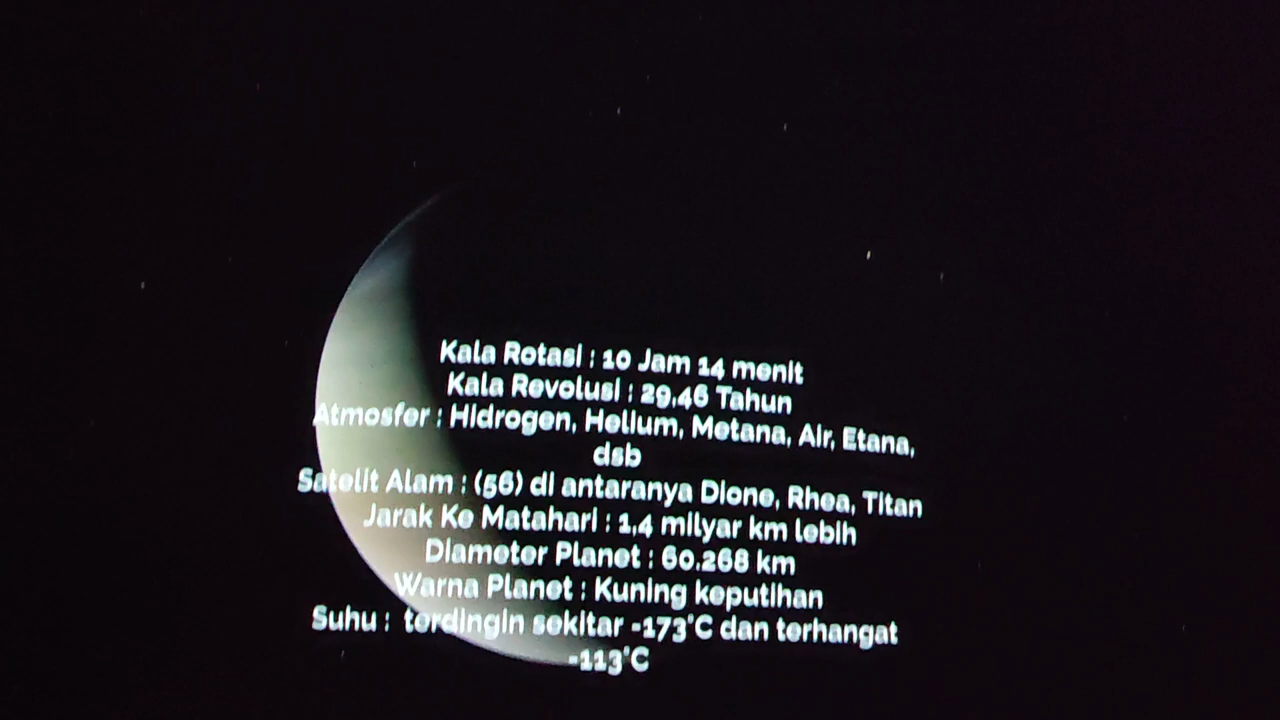 Kala Rotasi : 10 Jam 14 menit
Kala Revolusi : 29,46 Tahun
Atmosfer : Hidrogen, Helium, Metana, Air, Etana,
dsb
Satelit Alam : (56) di antaranya Dione, Rhea, Titan
Jarak Ke Matahari : 1,4 milyar km lebih
Diameter Planet : 60.268 km
Warna Planet : Kuning keputihan
Suhu : terdingin sekitar -173°C dan terhangat
-113°C